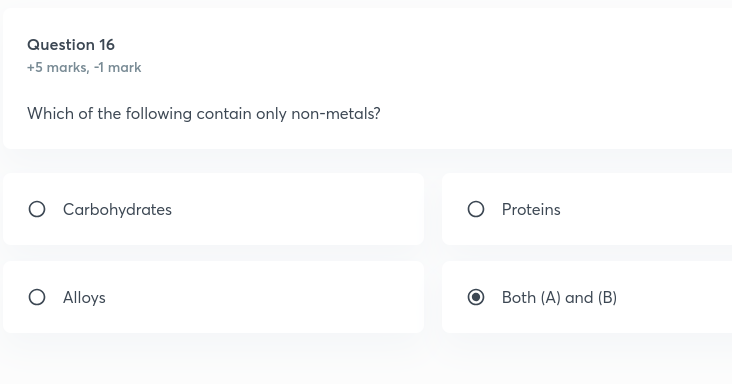 Question 16
+5 marks, -1 mark
Which of the following contain only non-metals?
Carbohydrates
Proteins
Alloys
Both (A) and (B)